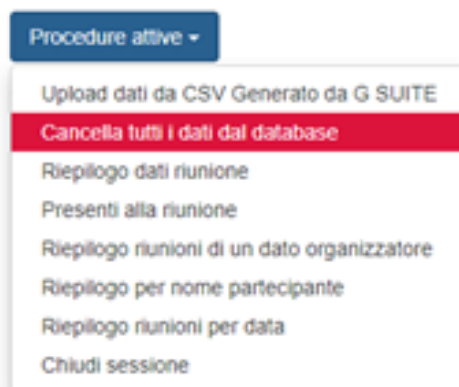 Procedure attive
Upload dati da CSV Generato da G SUITE
Cancella tutti i dati dal database
Riepilogo dati riunione
Presenti alla riunione
Riepilogo riunioni di un dato organizzatore
Riepilogo per nome partecipante
Riepilogo riunioni per data
Chiudi sessione